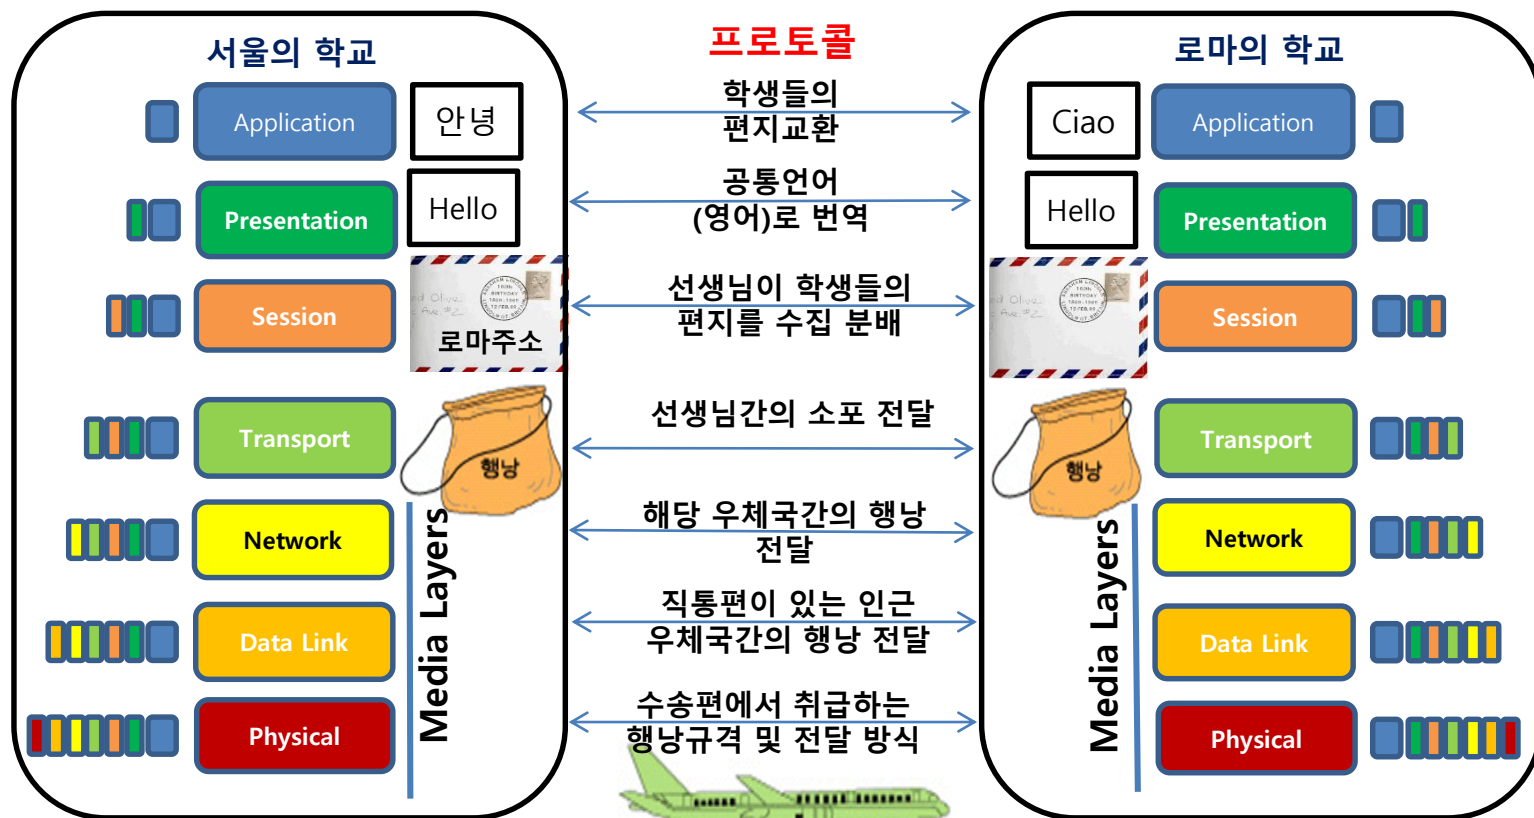 서울의 학교
프로토콜
로마의 학교
Application
안녕
학생들의
편지교환
Ciao
Application
Presentation
Hello
공통언어
(영어)로 번역
Hello
Presentation
Session
로마주소
선생님이 학생들의
편지를 수집 분배
Session
Transport
행낭
선생님간의 소포 전달
행낭
Transport
Network
해당 우체국간의 행낭
전달
Network
Data Link
직통편이 있는 인근
우체국간의 행낭 전달
Data Link
Physical
수송편에서 취급하는
행낭규격 및 전달 방식
Physical
Media Layers
Media Layers